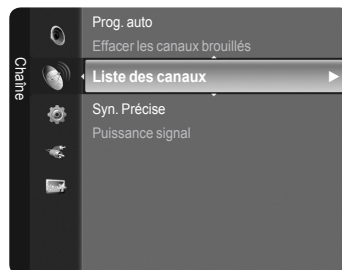 Chaîne
Prog. auto
Effacer les canaux brouillés
Liste des canaux
Syn. Précise
Puissance signal